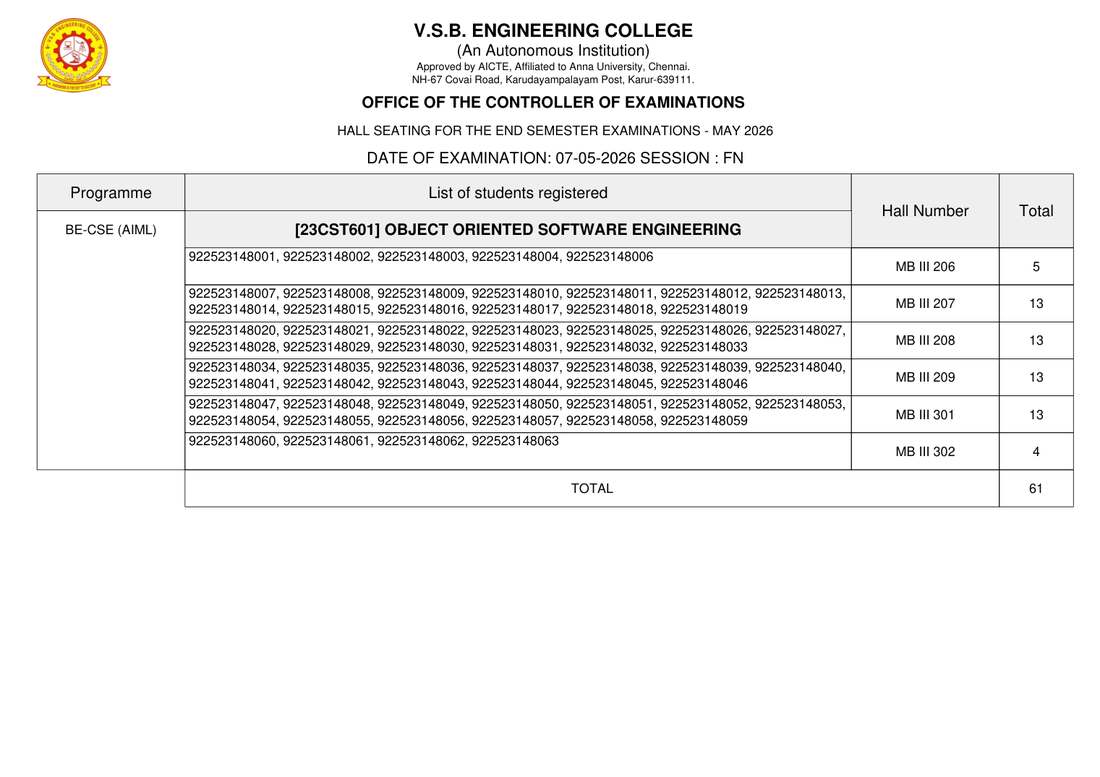 V.S.B. ENGINEERING COLLEGE
(An Autonomous Institution)
Approved by AICTE, Affiliated to Anna University, Chennai.
NH-67 Covai Road, Karudayampalayam Post, Karur-639111.
OFFICE OF THE CONTROLLER OF EXAMINATIONS
HALL SEATING FOR THE END SEMESTER EXAMINATIONS - MAY 2026
DATE OF EXAMINATION: 07-05-2026 SESSION : FN
Programme
List of students registered
Hall Number
Total
BE-CSE (AIML)
[23CST601] OBJECT ORIENTED SOFTWARE ENGINEERING
922523148001, 922523148002, 922523148003, 922523148004, 922523148006
MB III 206
5
922523148007, 922523148008, 922523148009, 922523148010, 922523148011, 922523148012, 922523148013,
922523148014, 922523148015, 922523148016, 922523148017, 922523148018, 922523148019
MB III 207
13
922523148020, 922523148021, 922523148022, 922523148023, 922523148025, 922523148026, 922523148027,
922523148028, 922523148029, 922523148030, 922523148031, 922523148032, 922523148033
MB III 208
13
922523148034, 922523148035, 922523148036, 922523148037, 922523148038, 922523148039, 922523148040,
922523148041, 922523148042, 922523148043, 922523148044, 922523148045, 922523148046
MB III 209
13
922523148047, 922523148048, 922523148049, 922523148050, 922523148051, 922523148052, 922523148053,
922523148054, 922523148055, 922523148056, 922523148057, 922523148058, 922523148059
MB III 301
13
922523148060, 922523148061, 922523148062, 922523148063
MB III 302
4
TOTAL
61